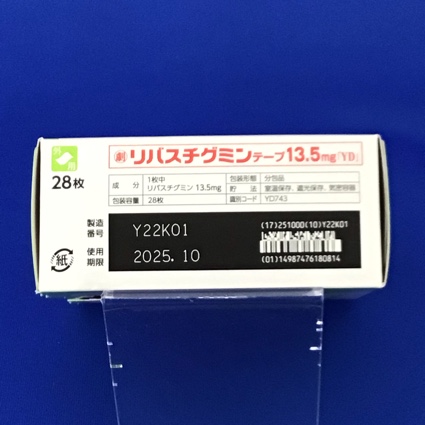 劇 リバスチグミンテープ13.5mg「YD」
28枚
成分 1枚中 リバスチグミン 13.5mg
包装形態 分包品
貯法 室温保存、遮光保存、気密容器
包装容量 28枚
識別コード YD743
製造番号 Y22K01
(17)251000(10)Y22K01
使用期限 2025.10
(01)14987476180814
紙